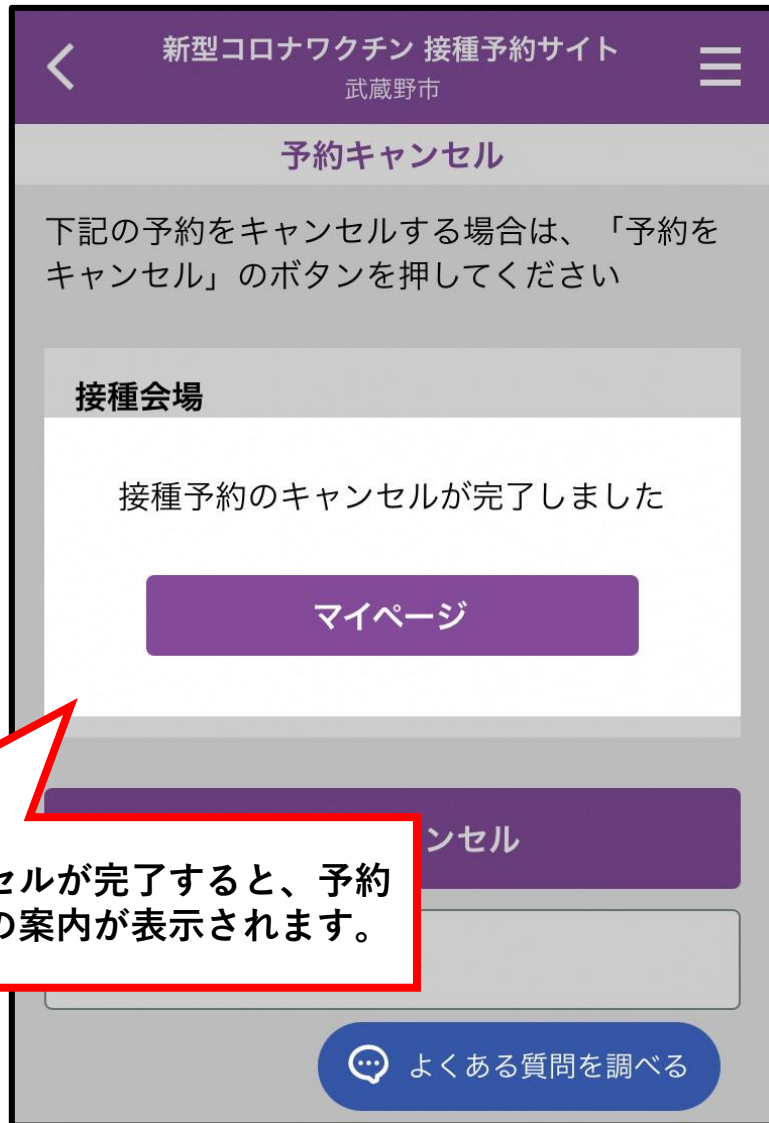 新型コロナワクチン 接種予約サイト
武蔵野市
予約キャンセル
下記の予約をキャンセルする場合は、「予約を
キャンセル」のボタンを押してください
接種会場
接種予約のキャンセルが完了しました
マイページ
ンセル
セルが完了すると、予約
の案内が表示されます。
よくある質問を調べる